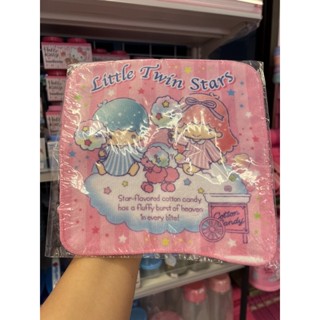 Little Twin Stars
Star-flavored cotton candy
has a fluffy burst of heaven
in every bite!
Cotton
Candy